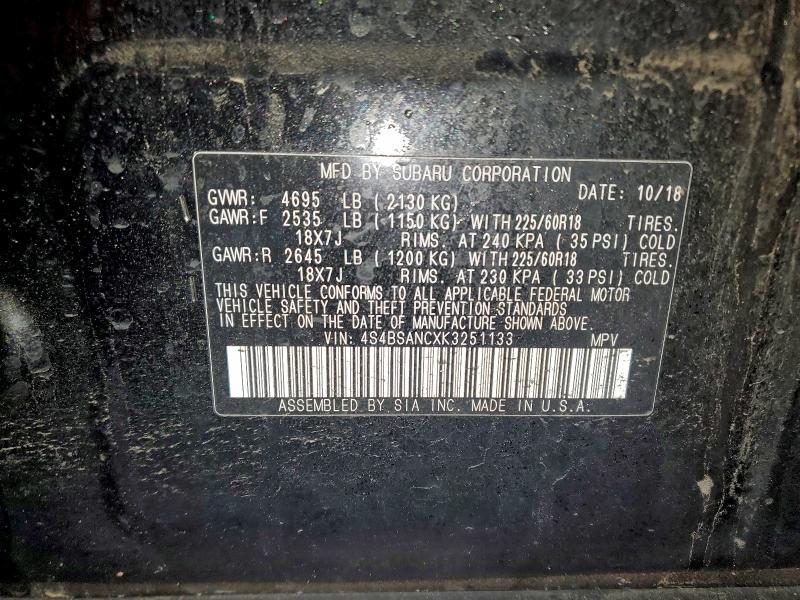 MFD BY SUBARU CORPORATION
GVWR: 4695 LB (2130 KG) DATE: 10/18
GAWR:F 2535 LB (1150 KG) WITH 225/60R18 TIRES.
18X7J RIMS. AT 240 KPA (35 PSI) COLD
GAWR:R 2645 LB (1200 KG) WITH 225/60R18 TIRES.
18X7J RIMS. AT 230 KPA (33 PSI) COLD
THIS VEHICLE CONFORMS TO ALL APPLICABLE FEDERAL MOTOR
VEHICLE SAFETY AND THEFT PREVENTION STANDARDS
IN EFFECT ON THE DATE OF MANUFACTURE SHOWN ABOVE.
VIN: 4S4BSANCXK3251133 MPV
ASSEMBLED BY SIA INC. MADE IN U.S.A.